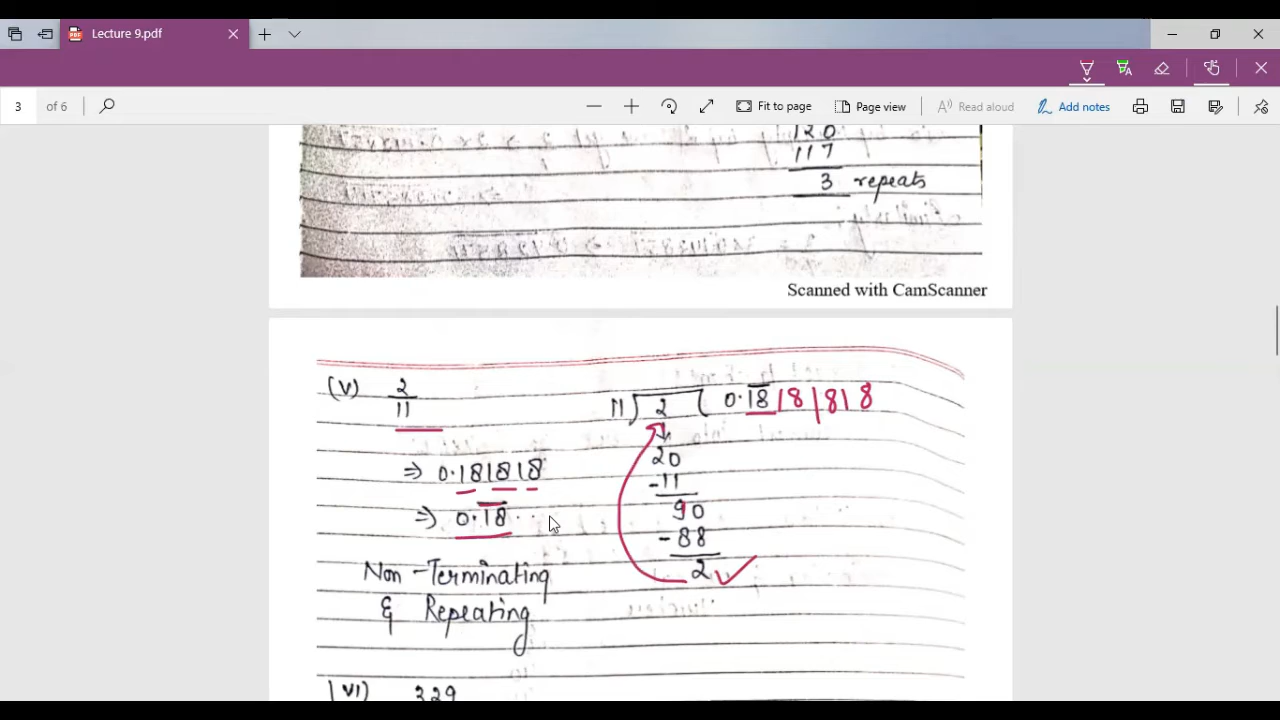 Lecture 9.pdf
3 of 6
Fit to page
Page view
Read aloud
Add notes
120
117
3 repeats
Scanned with CamScanner
(V) 2
11
11 ) 2 ( 0.18 18 1818
20
-11
90
-88
2
⇒ 0.181818
⇒ 0.18 . .
Non-Terminating
& Repeating
(VI) 329